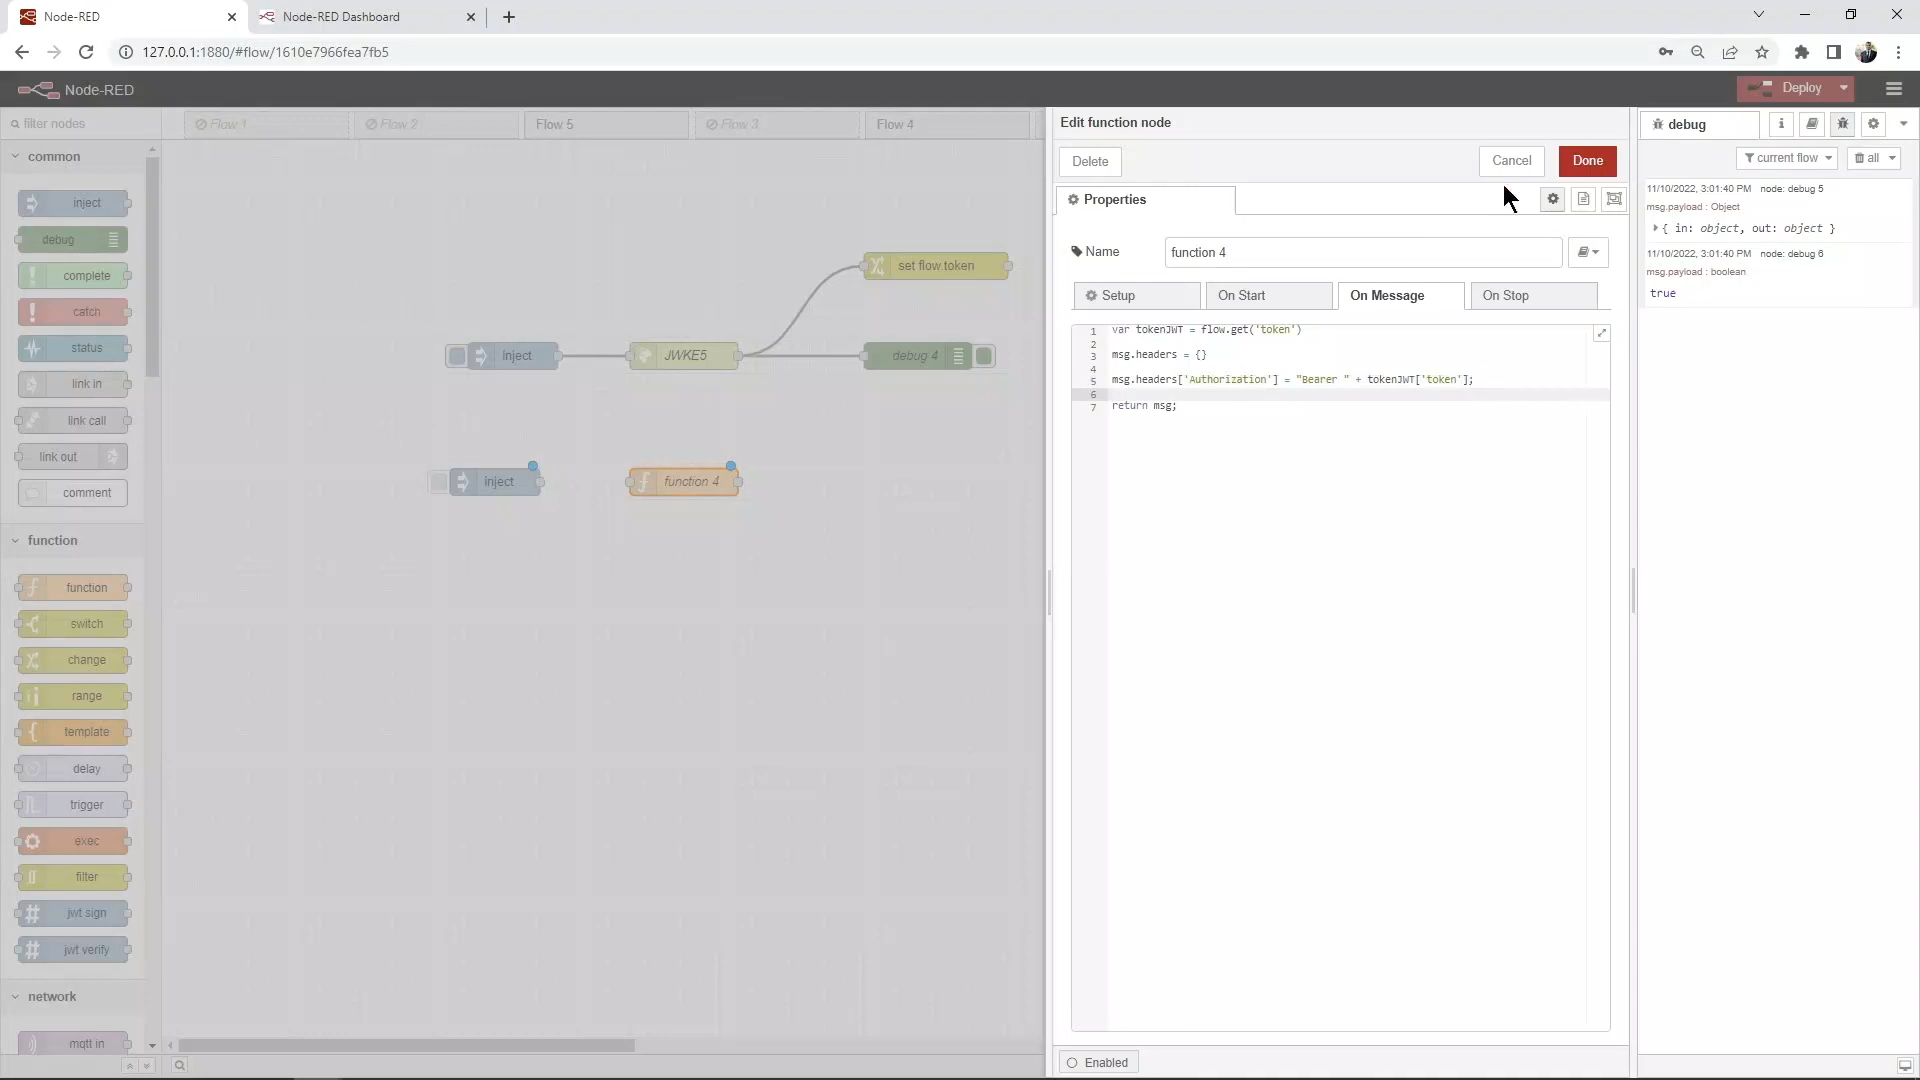 Node-RED
Node-RED Dashboard
127.0.0.1:1880/#flow/1610e7966fea7fb5
Node-RED
Deploy
filter nodes
Flow 1
Flow 2
Flow 5
Flow 3
Flow 4
common
inject
debug
complete
catch
status
link in
link call
link out
comment
function
function
switch
change
range
template
delay
trigger
exec
filter
jwt sign
jwt verify
network
mqtt in
set flow.token
Inject
JWKE5
debug 4
inject
function 4
Edit function node
Delete
Cancel
Done
Properties
Name
function 4
Setup
On Start
On Message
On Stop
1 var tokenJWT = flow.get('token')
2
3 msg.headers = {}
4
5 msg.headers['Authorization'] = "Bearer " + tokenJWT['token'];
6
7 return msg;
Enabled
debug
i
current flow
all
11/10/2022, 3:01:40 PM node: debug 5
msg.payload : Object
{ in: object, out: object }
11/10/2022, 3:01:40 PM node: debug 6
msg.payload : boolean
true